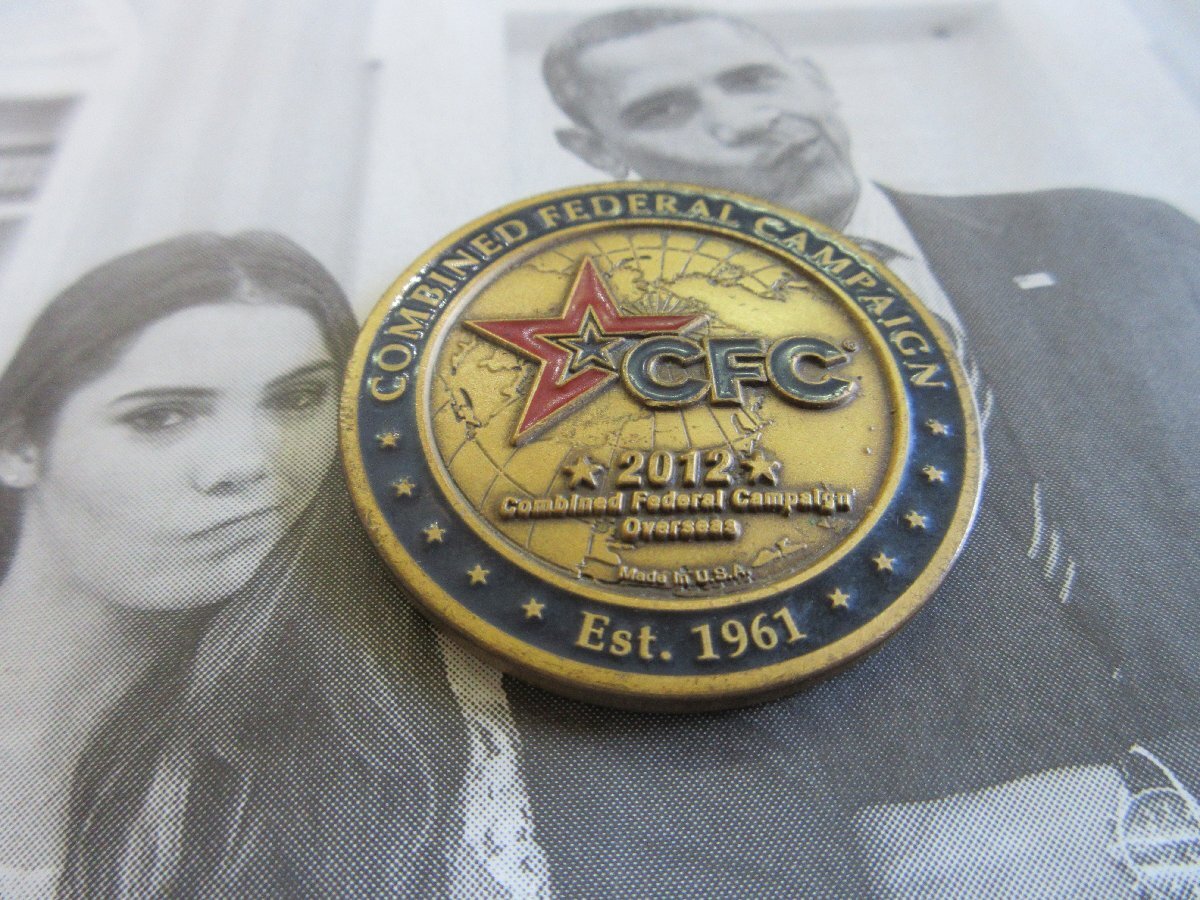 COMBINED FEDERAL CAMPAIGN
CFC®
2012
Combined Federal Campaign
Overseas
Made in U.S.A.
Est. 1961